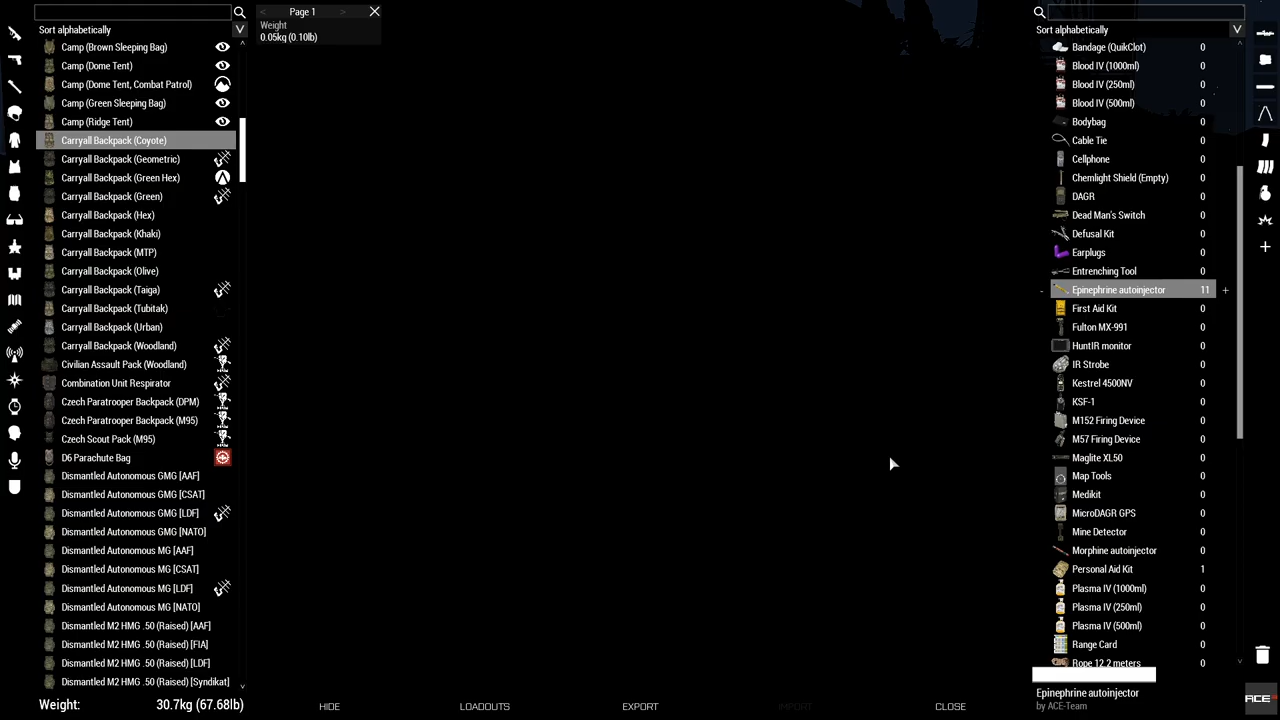 Page 1
Weight
0.05kg (0.10lb)
Sort alphabetically
Camp (Brown Sleeping Bag)
Camp (Dome Tent)
Camp (Dome Tent, Combat Patrol)
Camp (Green Sleeping Bag)
Camp (Ridge Tent)
Carryall Backpack (Coyote)
Carryall Backpack (Geometric)
Carryall Backpack (Green Hex)
Carryall Backpack (Green)
Carryall Backpack (Hex)
Carryall Backpack (Khaki)
Carryall Backpack (MTP)
Carryall Backpack (Olive)
Carryall Backpack (Taiga)
Carryall Backpack (Tubitak)
Carryall Backpack (Urban)
Carryall Backpack (Woodland)
Civilian Assault Pack (Woodland)
Combination Unit Respirator
Czech Paratrooper Backpack (DPM)
Czech Paratrooper Backpack (M95)
Czech Scout Pack (M95)
D6 Parachute Bag
Dismantled Autonomous GMG [AAF]
Dismantled Autonomous GMG [CSAT]
Dismantled Autonomous GMG [LDF]
Dismantled Autonomous GMG [NATO]
Dismantled Autonomous MG [AAF]
Dismantled Autonomous MG [CSAT]
Dismantled Autonomous MG [LDF]
Dismantled Autonomous MG [NATO]
Dismantled M2 HMG .50 (Raised) [AAF]
Dismantled M2 HMG .50 (Raised) [FIA]
Dismantled M2 HMG .50 (Raised) [LDF]
Dismantled M2 HMG .50 (Raised) [Syndikat]
Weight: 30.7kg (67.68lb)
HIDE LOADOUTS EXPORT IMPORT CLOSE
Sort alphabetically
Bandage (QuikClot) 0
Blood IV (1000ml) 0
Blood IV (250ml) 0
Blood IV (500ml) 0
Bodybag 0
Cable Tie 0
Cellphone 0
Chemlight Shield (Empty) 0
DAGR 0
Dead Man's Switch 0
Defusal Kit 0
Earplugs 0
Entrenching Tool 0
- Epinephrine autoinjector 11 +
First Aid Kit 0
Fulton MX-991 0
HuntIR monitor 0
IR Strobe 0
Kestrel 4500NV 0
KSF-1 0
M152 Firing Device 0
M57 Firing Device 0
Maglite XL50 0
Map Tools 0
Medikit 0
MicroDAGR GPS 0
Mine Detector 0
Morphine autoinjector 0
Personal Aid Kit 1
Plasma IV (1000ml) 0
Plasma IV (250ml) 0
Plasma IV (500ml) 0
Range Card 0
Rope 12.2 meters 0
Epinephrine autoinjector
by ACE-Team
ACE